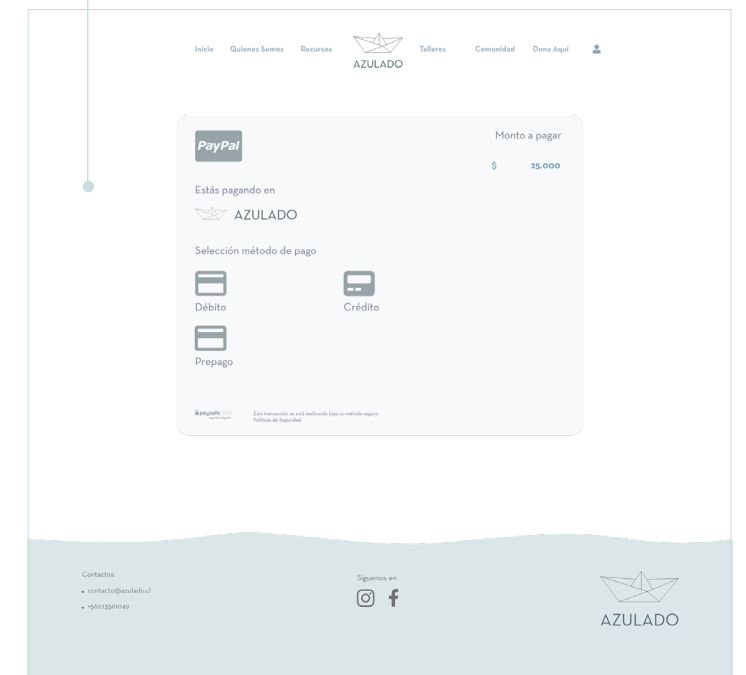 Inicio Quienes Somos Recursos AZULADO Talleres Comunidad Dona Aquí
PayPal
Monto a pagar
$ 25.000
Estás pagando en
AZULADO
Selección método de pago
Débito Crédito
Prepago
paysafe
Esta transacción se está realizando bajo un método seguro
Políticas de Seguridad
Contactos:
contacto@azulado.cl
+56223561049
Síguenos en
AZULADO